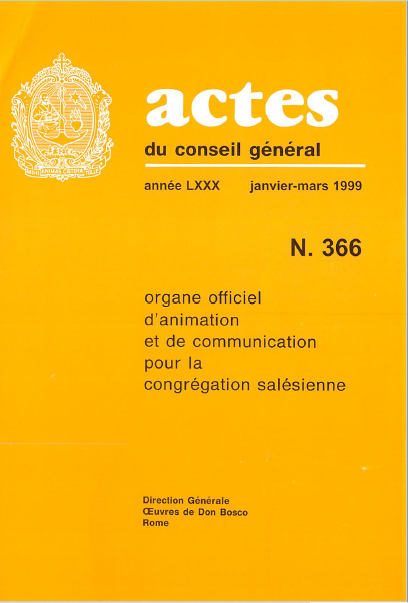 actes
du conseil général
année LXXX janvier-mars 1999
N. 366
organe officiel
d'animation
et de communication
pour la
congrégation salésienne
Direction Générale
Œuvres de Don Bosco
Rome